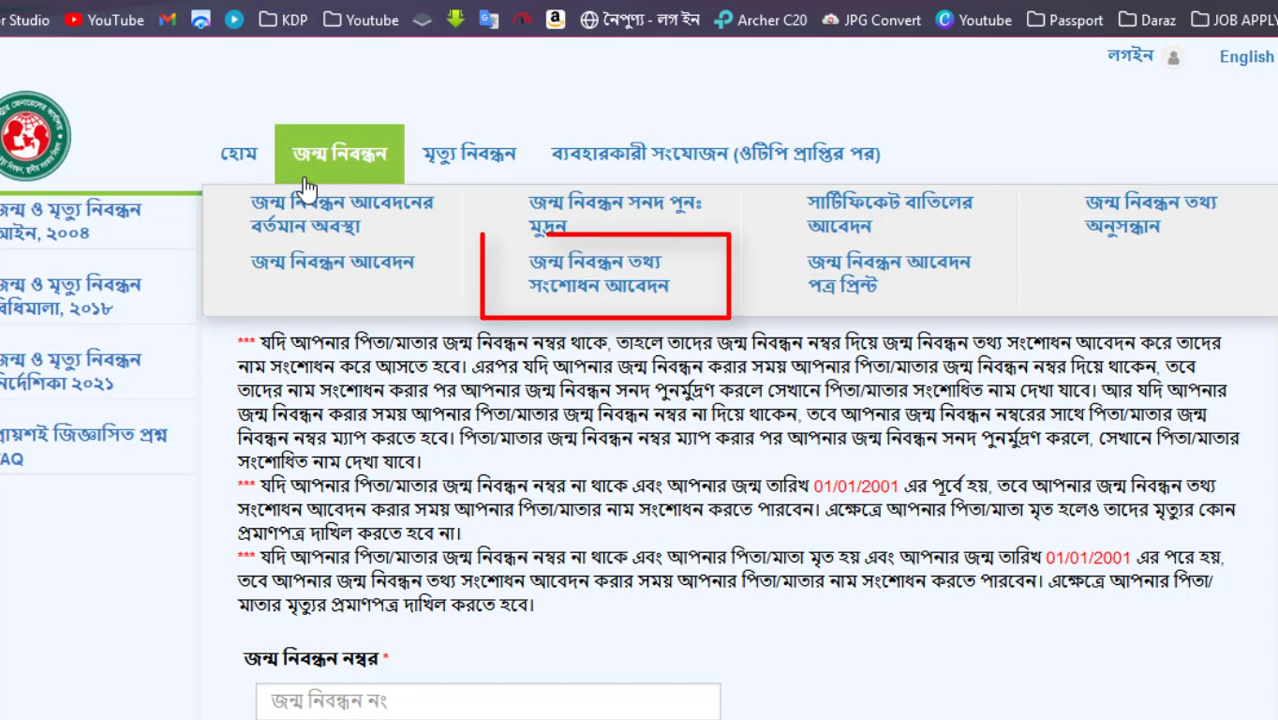 er Studio YouTube KDP Youtube নৈপুণ্য - লগ ইন Archer C20 JPG Convert Youtube Passport Daraz JOB APPLY
লগইন English
হোম জন্ম নিবন্ধন মৃত্যু নিবন্ধন ব্যবহারকারী সংযোজন (ওটিপি প্রাপ্তির পর)
জন্ম ও মৃত্যু নিবন্ধন
আইন, ২০০৪
জন্ম ও মৃত্যু নিবন্ধন
বিধিমালা, ২০১৮
জন্ম ও মৃত্যু নিবন্ধন
নির্দেশিকা ২০২১
প্রায়শই জিজ্ঞাসিত প্রশ্ন
FAQ
জন্ম নিবন্ধন আবেদনের
বর্তমান অবস্থা
জন্ম নিবন্ধন আবেদন
জন্ম নিবন্ধন সনদ পুনঃ
মুদ্রন
জন্ম নিবন্ধন তথ্য
সংশোধন আবেদন
সার্টিফিকেট বাতিলের
আবেদন
জন্ম নিবন্ধন আবেদন
পত্র প্রিন্ট
জন্ম নিবন্ধন তথ্য
অনুসন্ধান
*** যদি আপনার পিতা/মাতার জন্ম নিবন্ধন নম্বর থাকে, তাহলে তাদের জন্ম নিবন্ধন নম্বর দিয়ে জন্ম নিবন্ধন তথ্য সংশোধন আবেদন করে তাদের
নাম সংশোধন করে আসতে হবে। এরপর যদি আপনার জন্ম নিবন্ধন করার সময় আপনার পিতা/মাতার জন্ম নিবন্ধন নম্বর দিয়ে থাকেন, তবে
তাদের নাম সংশোধন করার পর আপনার জন্ম নিবন্ধন সনদ পুনর্মুদ্রণ করলে সেখানে পিতা/মাতার সংশোধিত নাম দেখা যাবে। আর যদি আপনার
জন্ম নিবন্ধন করার সময় আপনার পিতা/মাতার জন্ম নিবন্ধন নম্বর না দিয়ে থাকেন, তবে আপনার জন্ম নিবন্ধন নম্বরের সাথে পিতা/মাতার জন্ম
নিবন্ধন নম্বর ম্যাপ করতে হবে। পিতা/মাতার জন্ম নিবন্ধন নম্বর ম্যাপ করার পর আপনার জন্ম নিবন্ধন সনদ পুনর্মুদ্রণ করলে, সেখানে পিতা/মাতার
সংশোধিত নাম দেখা যাবে।
*** যদি আপনার পিতা/মাতার জন্ম নিবন্ধন নম্বর না থাকে এবং আপনার জন্ম তারিখ 01/01/2001 এর পূর্বে হয়, তবে আপনার জন্ম নিবন্ধন তথ্য
সংশোধন আবেদন করার সময় আপনার পিতা/মাতার নাম সংশোধন করতে পারবেন। এক্ষেত্রে আপনার পিতা/মাতা মৃত হলেও তাদের মৃত্যুর কোন
প্রমাণপত্র দাখিল করতে হবে না।
*** যদি আপনার পিতা/মাতার জন্ম নিবন্ধন নম্বর না থাকে এবং আপনার পিতা/মাতা মৃত হয় এবং আপনার জন্ম তারিখ 01/01/2001 এর পরে হয়,
তবে আপনার জন্ম নিবন্ধন তথ্য সংশোধন আবেদন করার সময় আপনার পিতা/মাতার নাম সংশোধন করতে পারবেন। এক্ষেত্রে আপনার পিতা/
মাতার মৃত্যুর প্রমাণপত্র দাখিল করতে হবে।
জন্ম নিবন্ধন নম্বর *
জন্ম নিবন্ধন নং